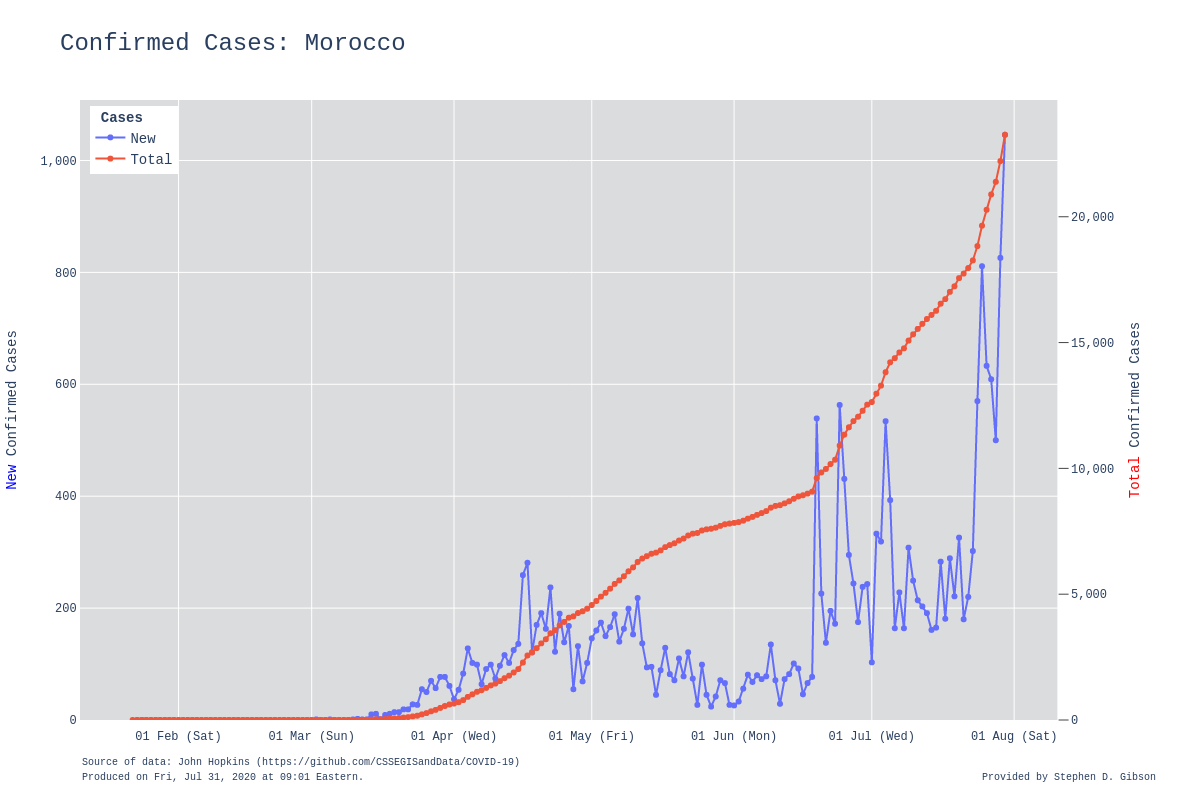 Confirmed Cases: Morocco
Cases
New
Total
1,000
800
600
400
200
0
New Confirmed Cases
20,000
15,000
10,000
5,000
0
Total Confirmed Cases
01 Feb (Sat) 01 Mar (Sun) 01 Apr (Wed) 01 May (Fri) 01 Jun (Mon) 01 Jul (Wed) 01 Aug (Sat)
Source of data: John Hopkins (https://github.com/CSSEGISandData/COVID-19)
Produced on Fri, Jul 31, 2020 at 09:01 Eastern.
Provided by Stephen D. Gibson